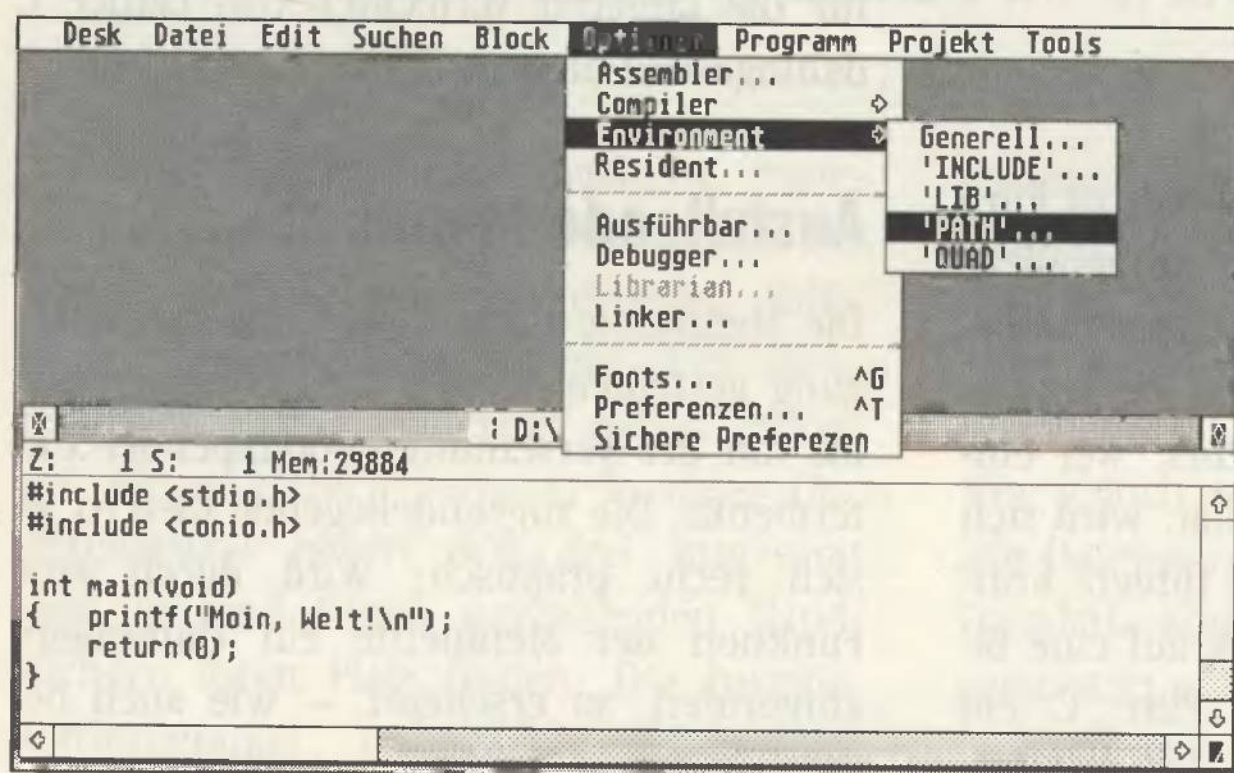 Desk Datei Edit Suchen Block Optionen Programm Projekt Tools
Assembler...
Compiler
Environment
Resident...
Ausführbar...
Debugger...
Librarian...
Linker...
Fonts... ^G
Preferenzen... ^T
Sichere Preferezen
Generell...
'INCLUDE'...
'LIB'...
'PATH'...
'QUAD'...
: D:\
Z: 1 S: 1 Mem:29884
#include <stdio.h>
#include <conio.h>
int main(void)
{ printf("Moin, Welt!\n");
return(0);
}